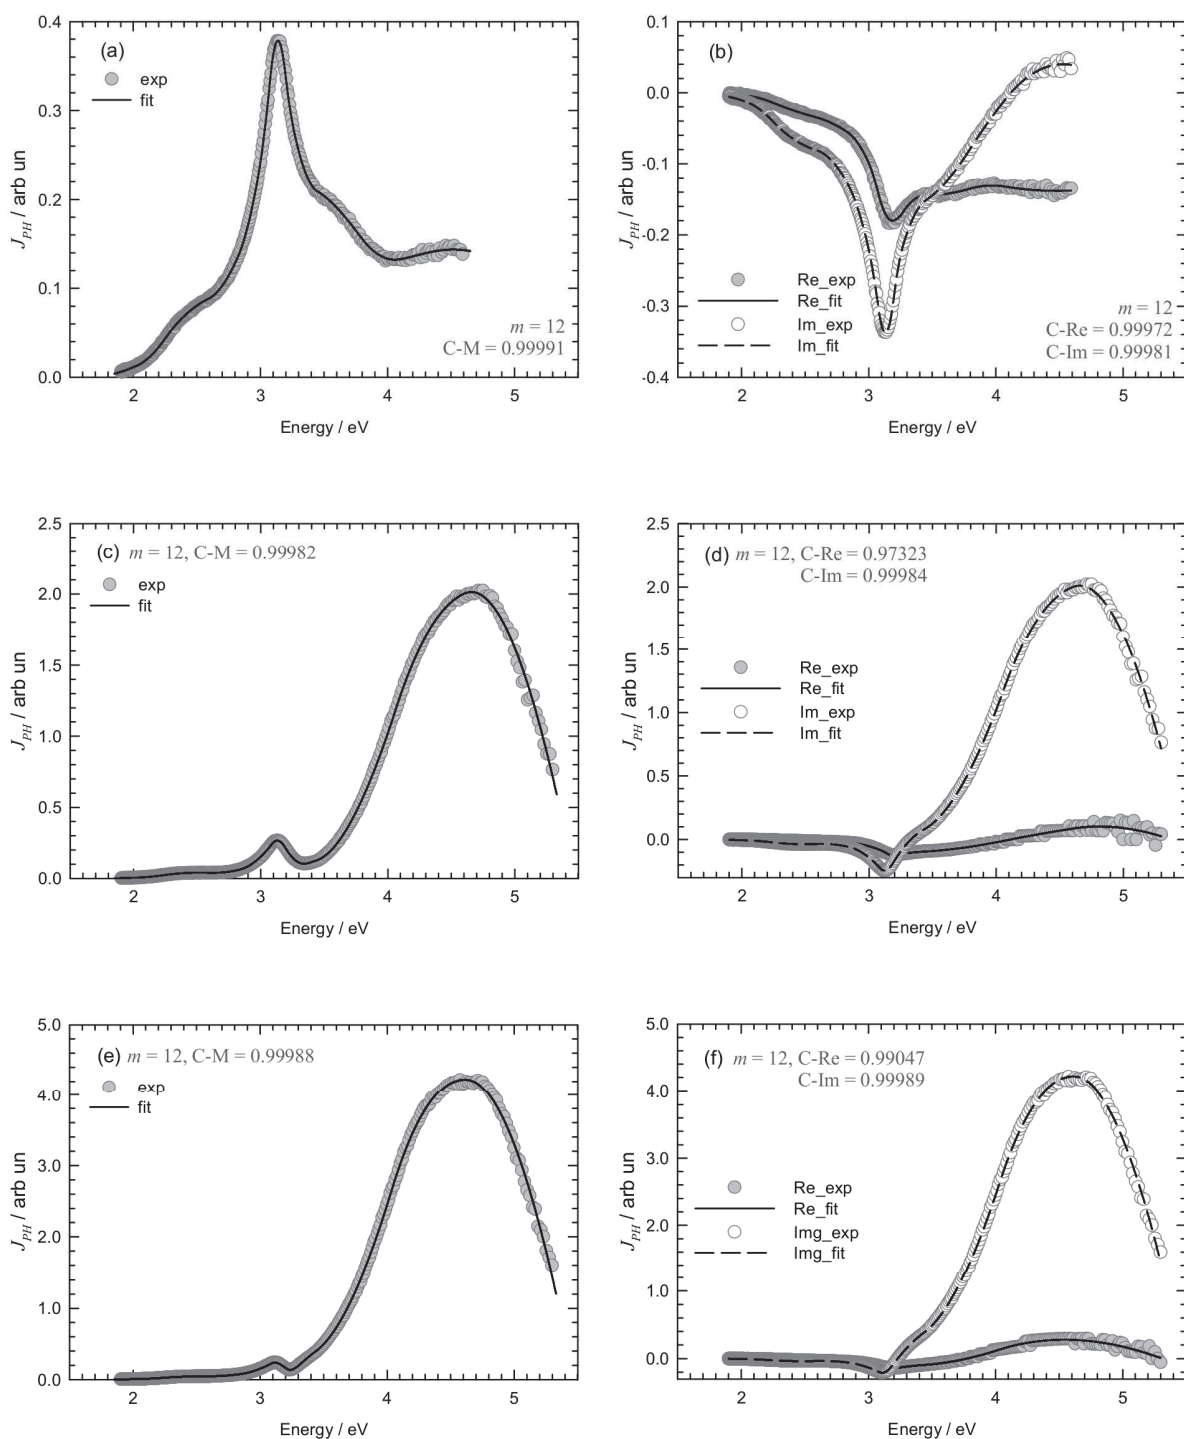 (a)
exp
fit
m = 12
C-M = 0.99991
0.4
0.3
0.2
0.1
0.0
J_PH / arb un
2 3 4 5
Energy / eV
(b)
Re_exp
Re_fit
Im_exp
Im_fit
m = 12
C-Re = 0.99972
C-Im = 0.99981
0.1
0.0
-0.1
-0.2
-0.3
-0.4
J_PH / arb un
2 3 4 5
Energy / eV
(c) m = 12, C-M = 0.99982
exp
fit
2.5
2.0
1.5
1.0
0.5
0.0
J_PH / arb un
2 3 4 5
Energy / eV
(d) m = 12, C-Re = 0.97323
C-Im = 0.99984
Re_exp
Re_fit
Im_exp
Im_fit
2.5
2.0
1.5
1.0
0.5
0.0
J_PH / arb un
2 3 4 5
Energy / eV
(e) m = 12, C-M = 0.99988
exp
fit
5.0
4.0
3.0
2.0
1.0
0.0
J_PH / arb un
2 3 4 5
Energy / eV
(f) m = 12, C-Re = 0.99047
C-Im = 0.99989
Re_exp
Re_fit
Img_exp
Img_fit
5.0
4.0
3.0
2.0
1.0
0.0
J_PH / arb un
2 3 4 5
Energy / eV